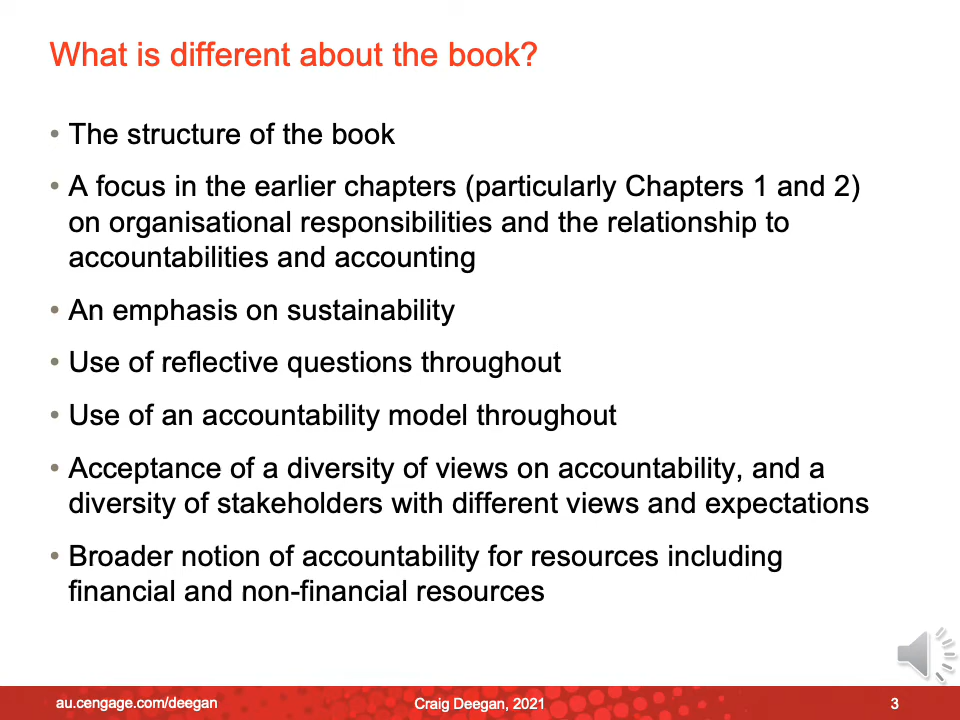 What is different about the book?
• The structure of the book
• A focus in the earlier chapters (particularly Chapters 1 and 2)
on organisational responsibilities and the relationship to
accountabilities and accounting
• An emphasis on sustainability
• Use of reflective questions throughout
• Use of an accountability model throughout
• Acceptance of a diversity of views on accountability, and a
diversity of stakeholders with different views and expectations
• Broader notion of accountability for resources including
financial and non-financial resources
au.cengage.com/deegan
Craig Deegan, 2021
3